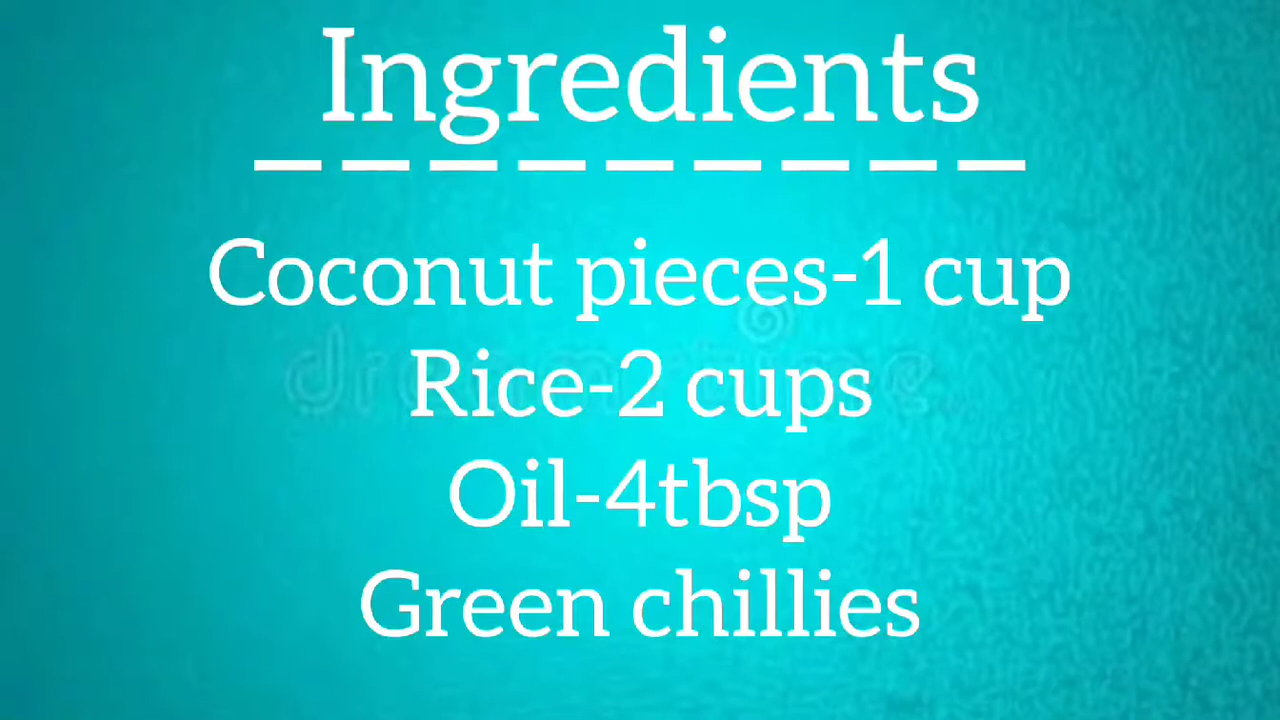 Ingredients
Coconut pieces-1 cup
Rice-2 cups
Oil-4tbsp
Green chillies